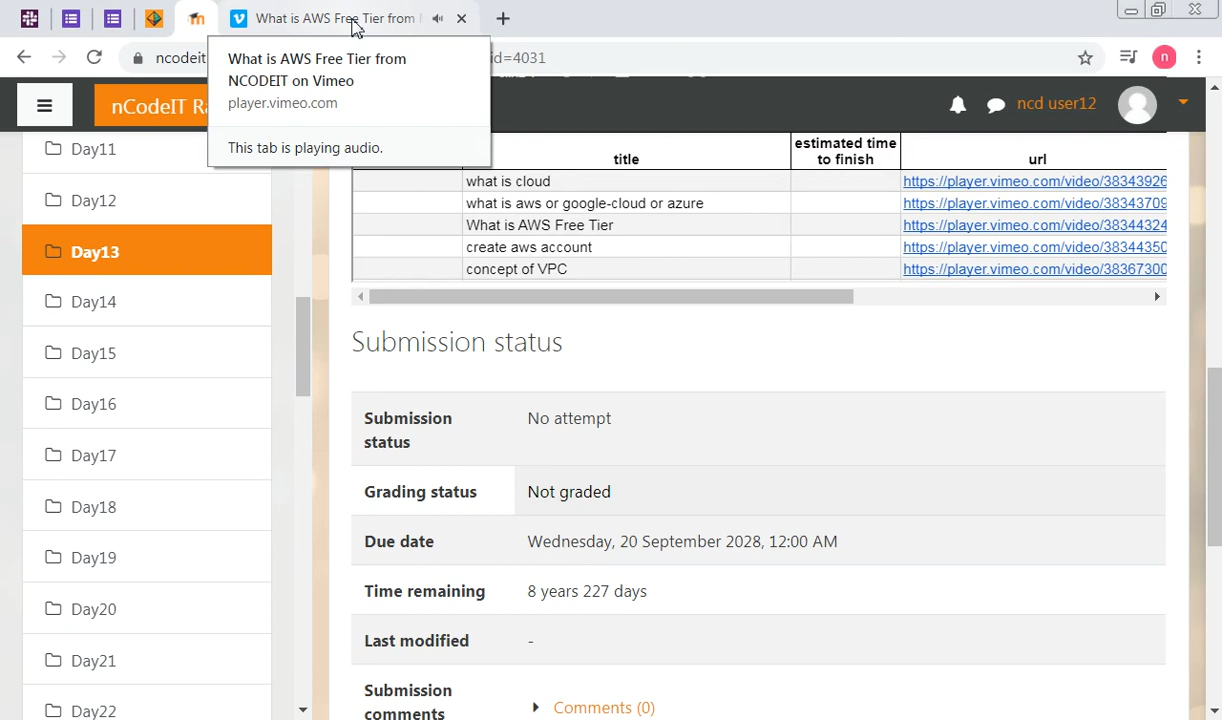 What is AWS Free Tier from
ncodeit
id=4031
What is AWS Free Tier from
NCODEIT on Vimeo
player.vimeo.com
This tab is playing audio.
n
nCodeIT Ra
ncd user12
Day11
Day12
Day13
Day14
Day15
Day16
Day17
Day18
Day19
Day20
Day21
Day22
title
estimated time
to finish
url
what is cloud
https://player.vimeo.com/video/38343926
what is aws or google-cloud or azure
https://player.vimeo.com/video/38343709
What is AWS Free Tier
https://player.vimeo.com/video/38344324
create aws account
https://player.vimeo.com/video/38344350
concept of VPC
https://player.vimeo.com/video/38367300
Submission status
Submission
status
No attempt
Grading status
Not graded
Due date
Wednesday, 20 September 2028, 12:00 AM
Time remaining
8 years 227 days
Last modified
-
Submission
comments
Comments (0)